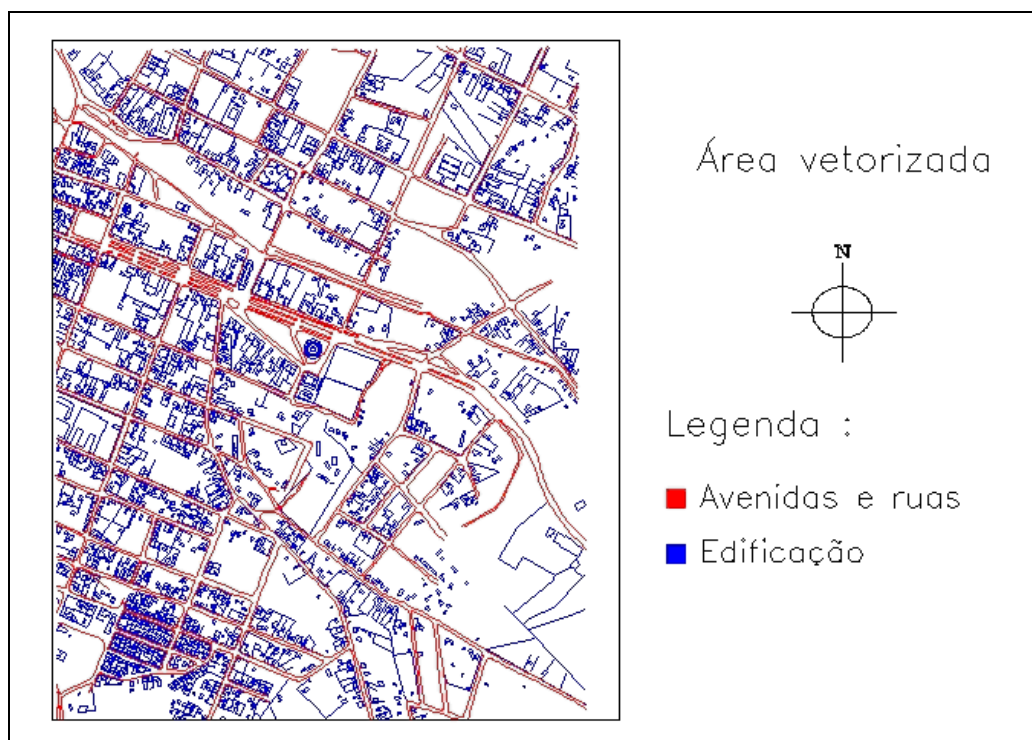 Área vetorizada
N
Legenda :
Avenidas e ruas
Edificação